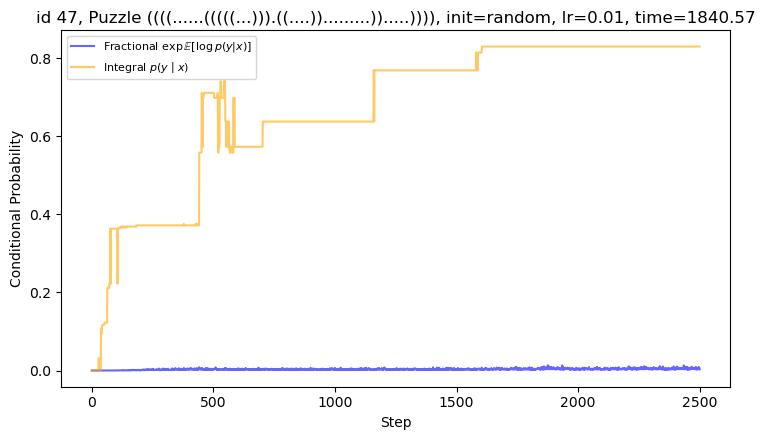 id 47, Puzzle ((((......(((((...))).((....)).........)).....)))), init=random, lr=0.01, time=1840.57
Fractional exp𝔼[log p(y|x)]
Integral p(y | x)
Conditional Probability
0.8
0.6
0.4
0.2
0.0
0
500
1000
1500
2000
2500
Step